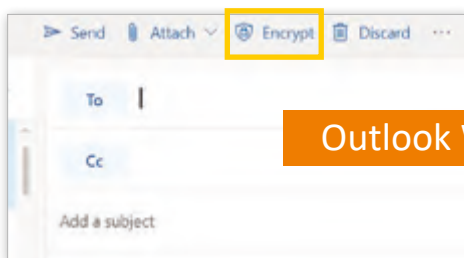 Send Attach Encrypt Discard ...
To
Outlook
Cc
Add a subject